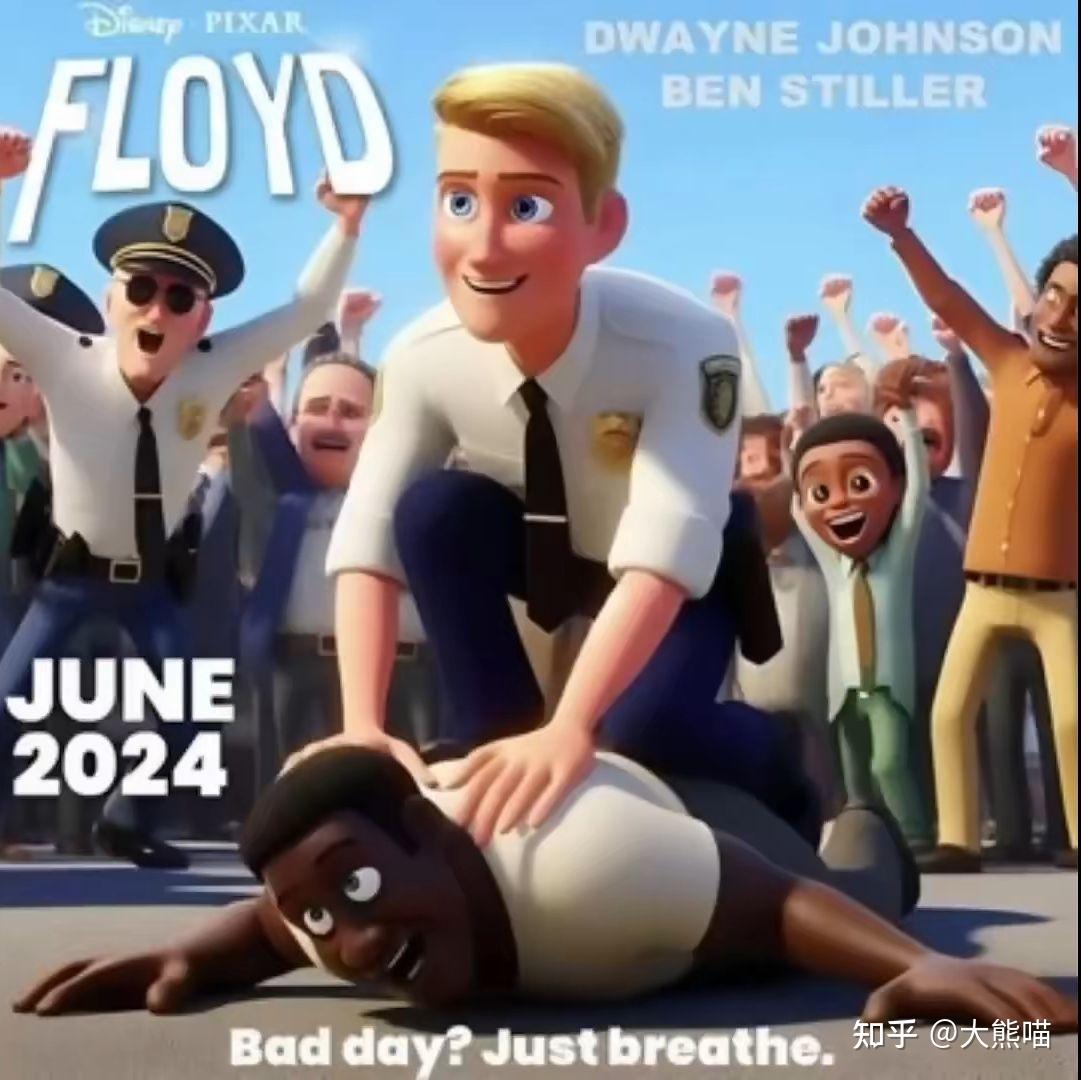 Disney · PIXAR
FLOYD
DWAYNE JOHNSON
BEN STILLER
JUNE
2024
Bad day? Just breathe.
知乎 @大熊喵